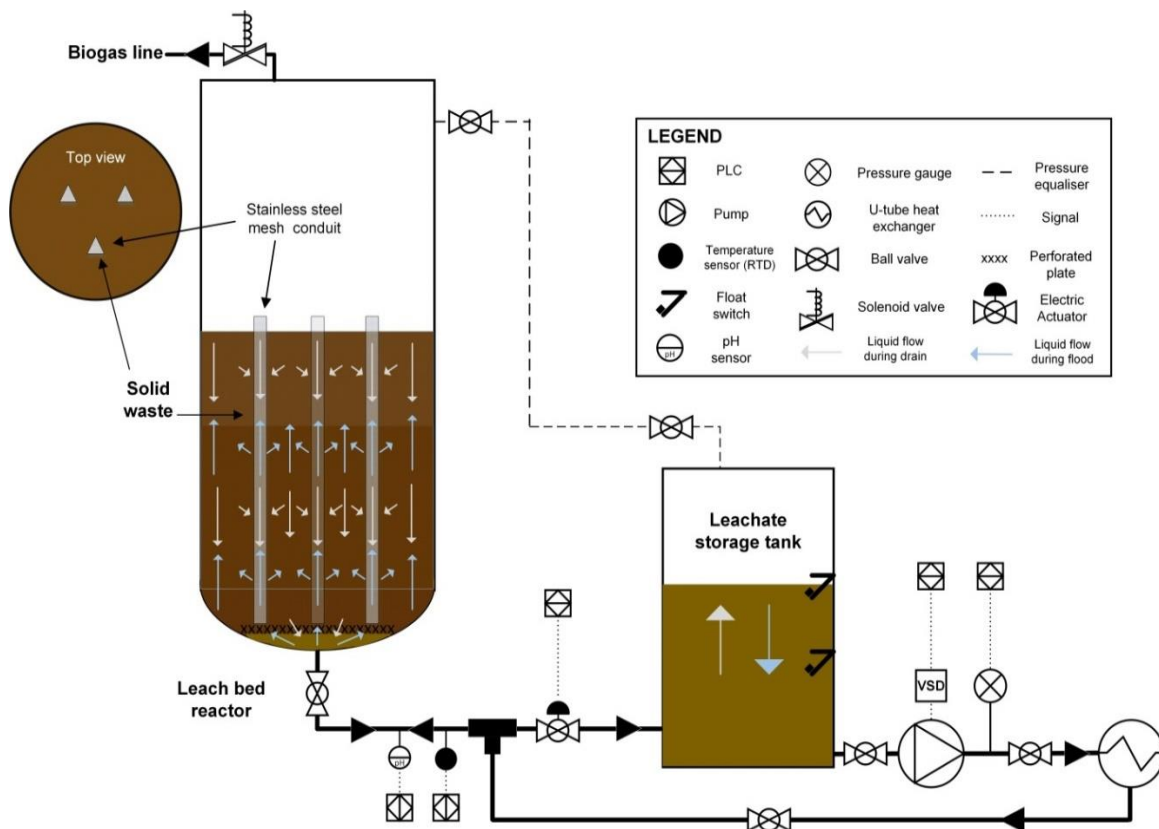 Biogas line
Top view
Stainless steel
mesh conduit
Solid
waste
xxxxxxxxxxxxxxxx
Leach bed
reactor
pH
Leachate
storage tank
VSD
LEGEND
PLC
Pressure gauge
Pressure
equaliser
Pump
U-tube heat
exchanger
Signal
Temperature
sensor (RTD)
Ball valve
xxxx
Perforated
plate
Float
switch
Solenoid valve
Electric
Actuator
pH
pH
sensor
Liquid flow
during drain
Liquid flow
during flood